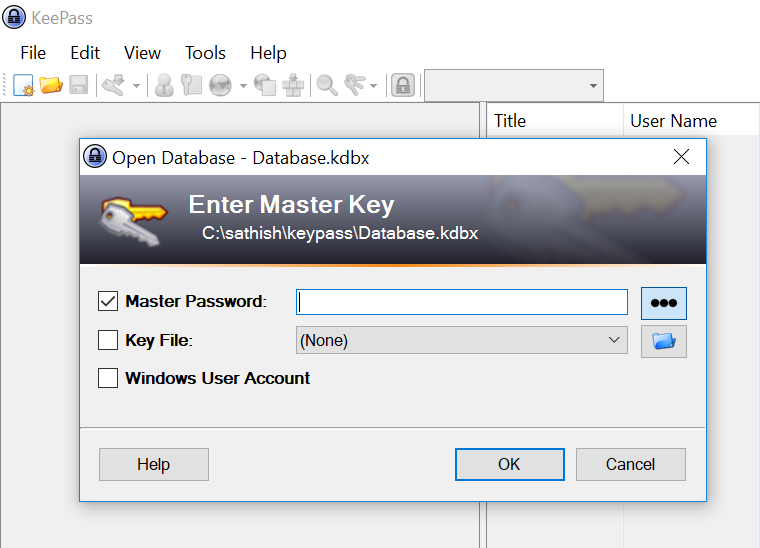 KeePass
File Edit View Tools Help
Title User Name
Open Database - Database.kdbx
Enter Master Key
C:\sathish\keypass\Database.kdbx
Master Password:
Key File: (None)
Windows User Account
Help OK Cancel